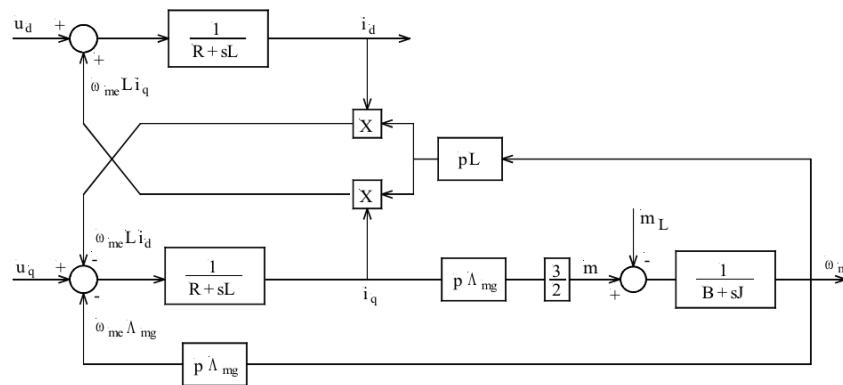 u_d
+
+
1
R+sL
i_d
ω_me L i_q
X
pL
X
ω_me L i_d
m_L
u_q
+
-
-
1
R+sL
i_q
p Λ_mg
3
2
m
+
-
1
B+sJ
ω_me Λ_mg
p Λ_mg